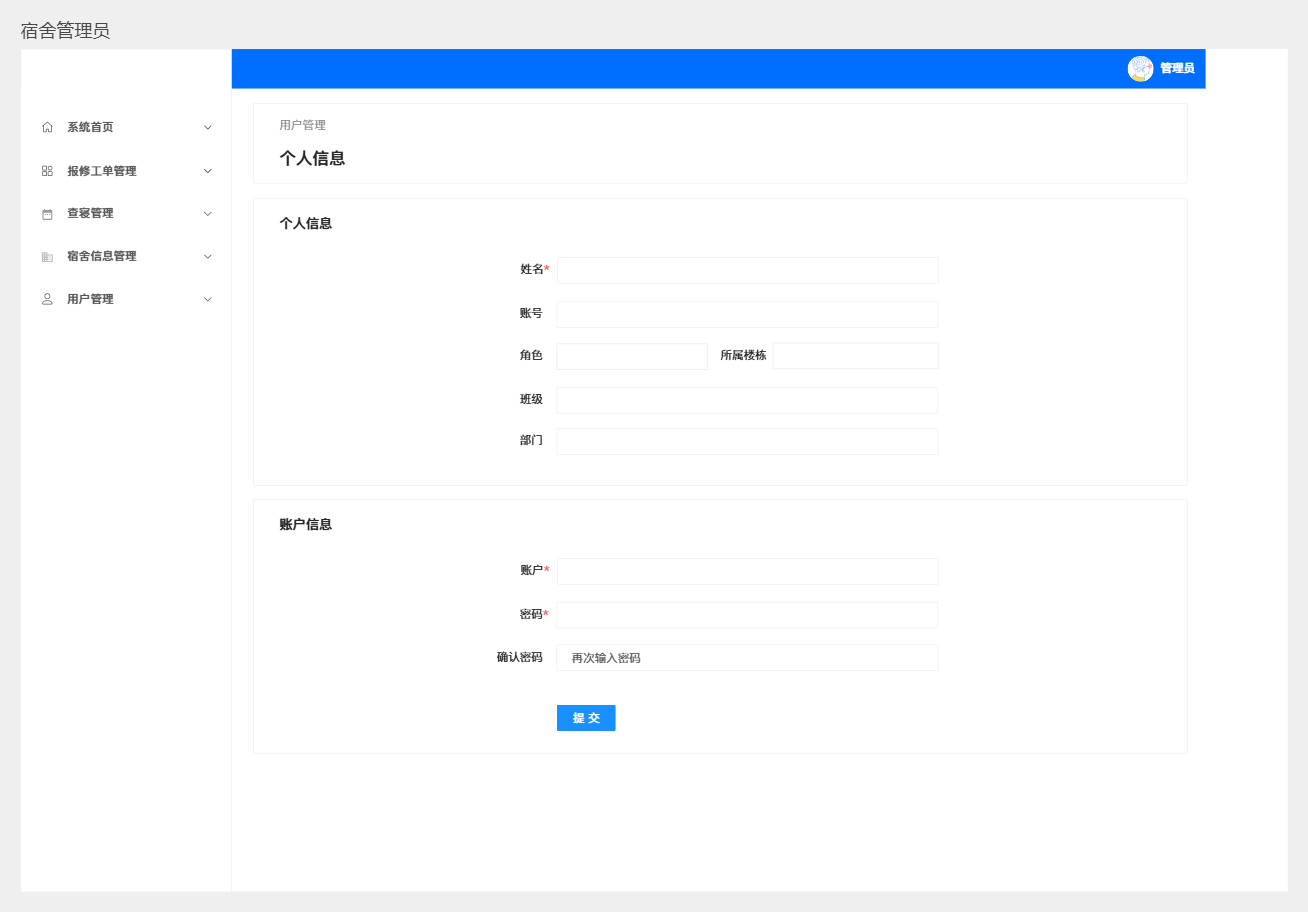 宿舍管理员
管理员
系统首页
报修工单管理
查寝管理
宿舍信息管理
用户管理
用户管理
个人信息
个人信息
姓名*
账号
角色 所属楼栋
班级
部门
账户信息
账户*
密码*
确认密码 再次输入密码
提 交